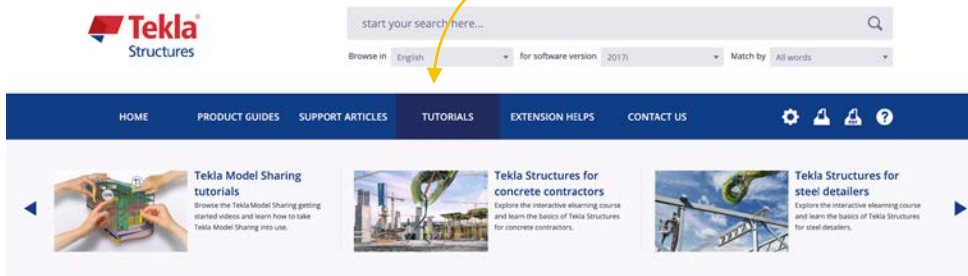 Tekla
Structures
start your search here...
Browse in Engish for software version 2017i Match by All words
HOME PRODUCT GUIDES SUPPORT ARTICLES TUTORIALS EXTENSION HELPS CONTACT US
Tekla Model Sharing
tutorials
Browse the Tekla Model Sharing getting
started videos and learn how to take
Tekla Model Sharing into use.
Tekla Structures for
concrete contractors
Explore the interactive elearning course
and learn the basics of Tekla Structures
for concrete contractors.
Tekla Structures for
steel detailers
Explore the interactive elearning course
and learn the basics of Tekla Structures
for steel detailers.